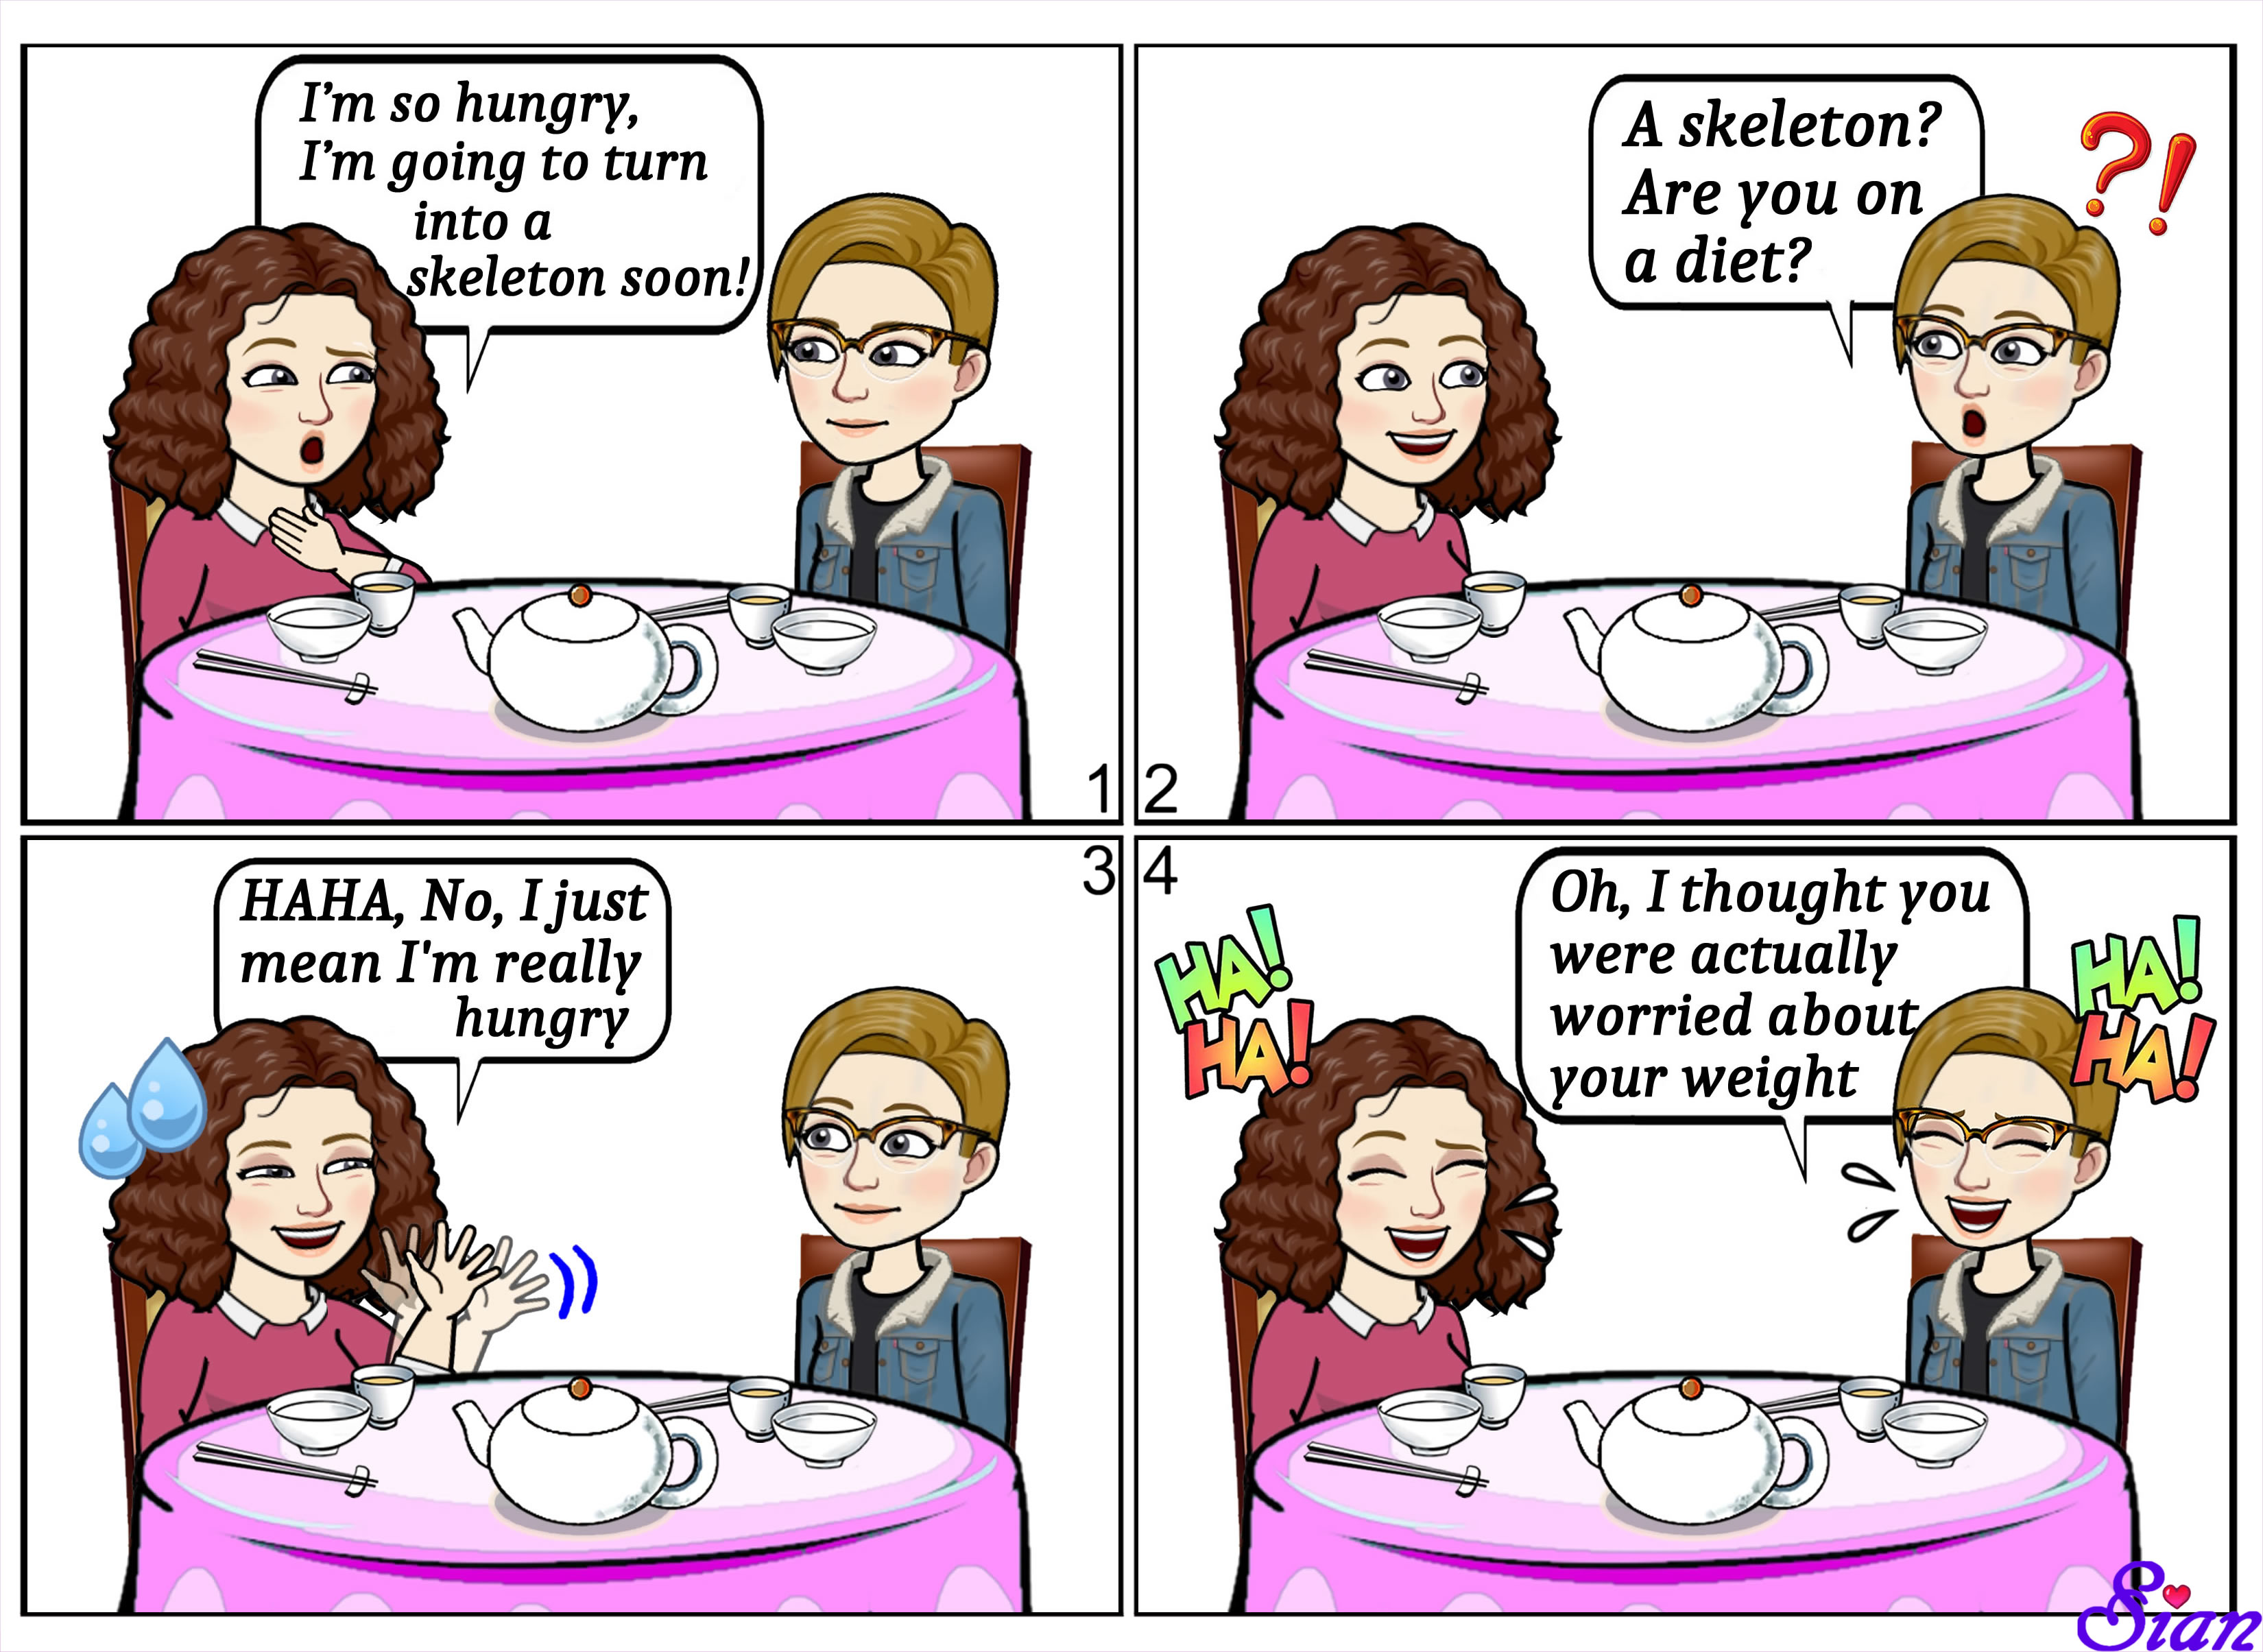 I’m so hungry,
I’m going to turn
into a
skeleton soon!
1
A skeleton?
Are you on
a diet?
?!
2
HAHA, No, I just
mean I'm really
hungry
3
4
Oh, I thought you
were actually
worried about
your weight
HA!
HA!
HA!
HA!
Sian